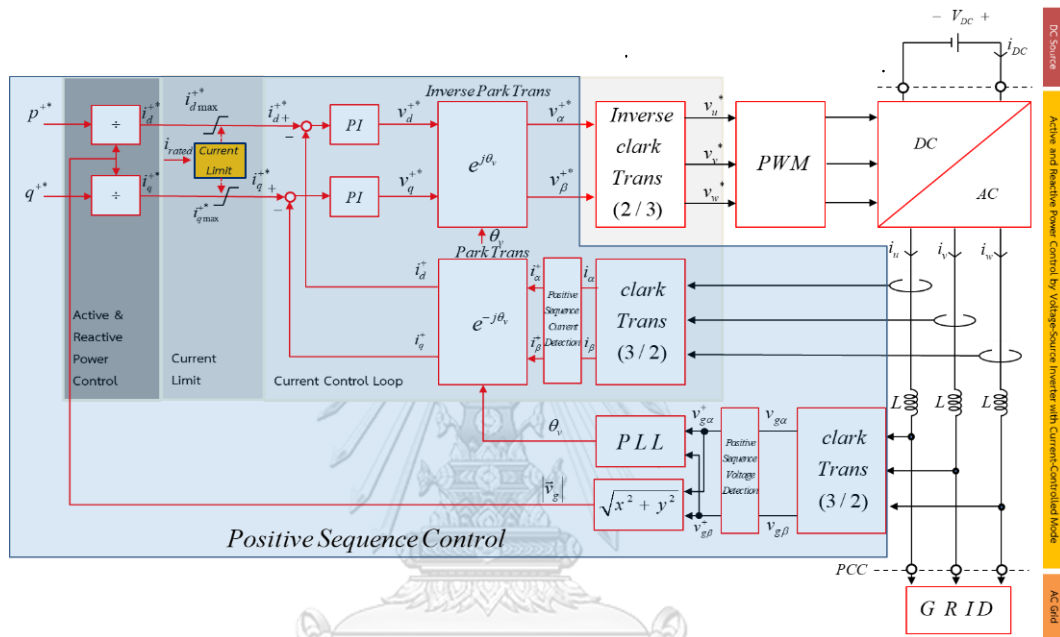 − V_DC +
i_DC
DC Source
p^+*
÷
i_d^+*
i_dmax^+*
i_d^+*
+
−
PI
v_d^+*
Inverse Park Trans
e^jθ_v
v_α^+*
Inverse
clark
Trans
(2/3)
v_u^*
v_v^*
v_w^*
PWM
DC
AC
i_rated
Current
Limit
q^+*
÷
i_q^+*
i_qmax^+*
i_q^+*
+
−
PI
v_q^+*
v_β^+*
θ_v
Park Trans
e^−jθ_v
i_d^+
i_q^+
i_α^+
i_β^+
Positive
Sequence
Current
Detection
i_α
i_β
clark
Trans
(3/2)
i_u
i_v
i_w
Active &
Reactive
Power
Control
Current
Limit
Current Control Loop
L
L
L
Active and Reactive Power Control by Voltage-Source Inverter with Current-Controlled Mode
θ_v
PLL
v_gα^+
v_gα
Positive
Sequence
Voltage
Detection
clark
Trans
(3/2)
|v⃗_g|
√x² + y²
v_gβ^+
v_gβ
Positive Sequence Control
PCC
GRID
AC Grid